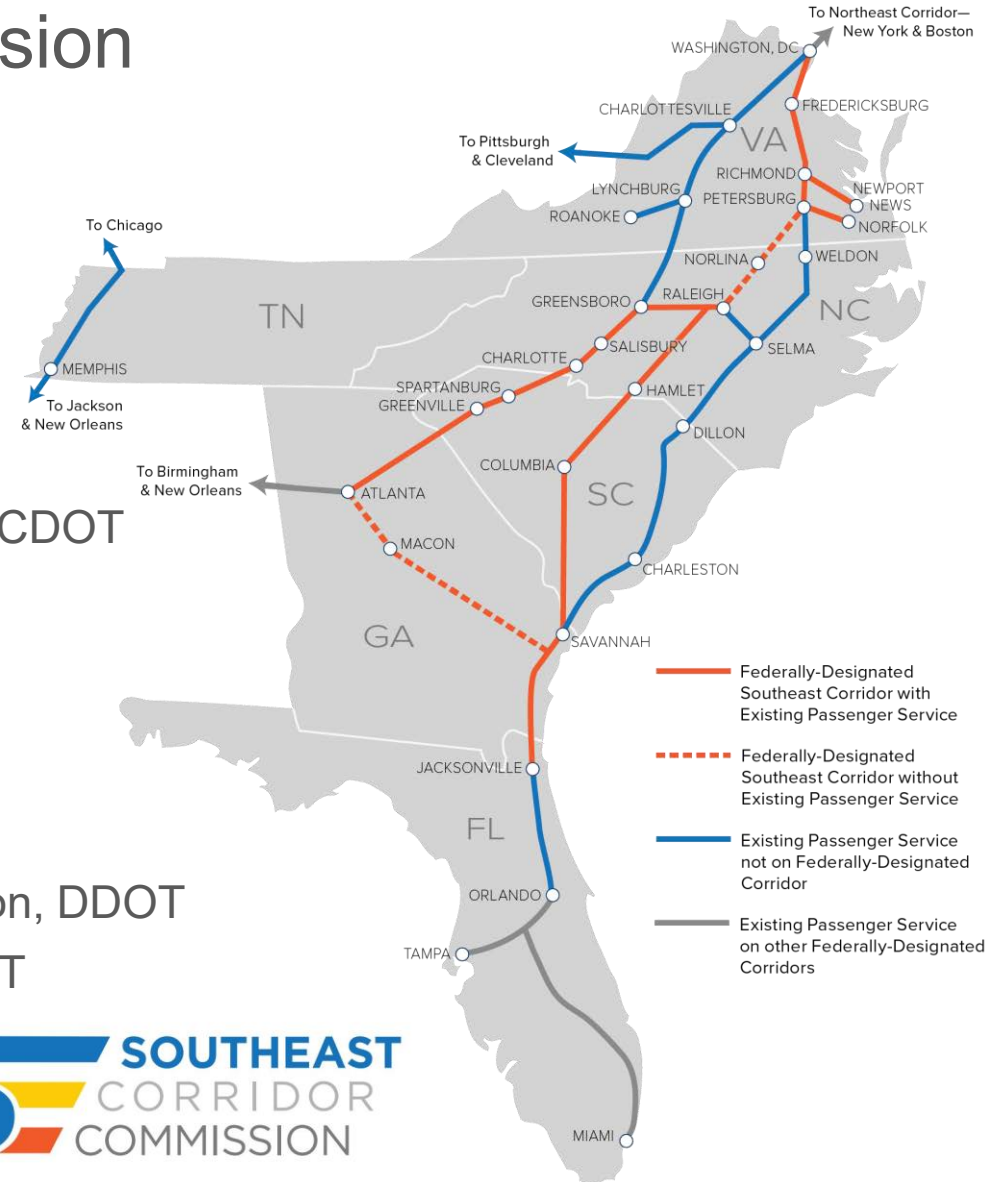 sion
To Northeast Corridor—
New York & Boston
WASHINGTON, DC
FREDERICKSBURG
CHARLOTTESVILLE
VA
To Pittsburgh
& Cleveland
RICHMOND
LYNCHBURG
NEWPORT
NEWS
PETERSBURG
ROANOKE
NORFOLK
To Chicago
NORLINA
WELDON
GREENSBORO
RALEIGH
TN
NC
SALISBURY
SELMA
CHARLOTTE
MEMPHIS
SPARTANBURG
HAMLET
GREENVILLE
To Jackson
& New Orleans
DILLON
COLUMBIA
To Birmingham
& New Orleans
ATLANTA
SC
CDOT
MACON
CHARLESTON
GA
SAVANNAH
Federally-Designated
Southeast Corridor with
Existing Passenger Service
Federally-Designated
Southeast Corridor without
Existing Passenger Service
JACKSONVILLE
FL
Existing Passenger Service
not on Federally-Designated
Corridor
ORLANDO
on, DDOT
Existing Passenger Service
on other Federally-Designated
Corridors
TAMPA
T
SOUTHEAST
CORRIDOR
COMMISSION
MIAMI